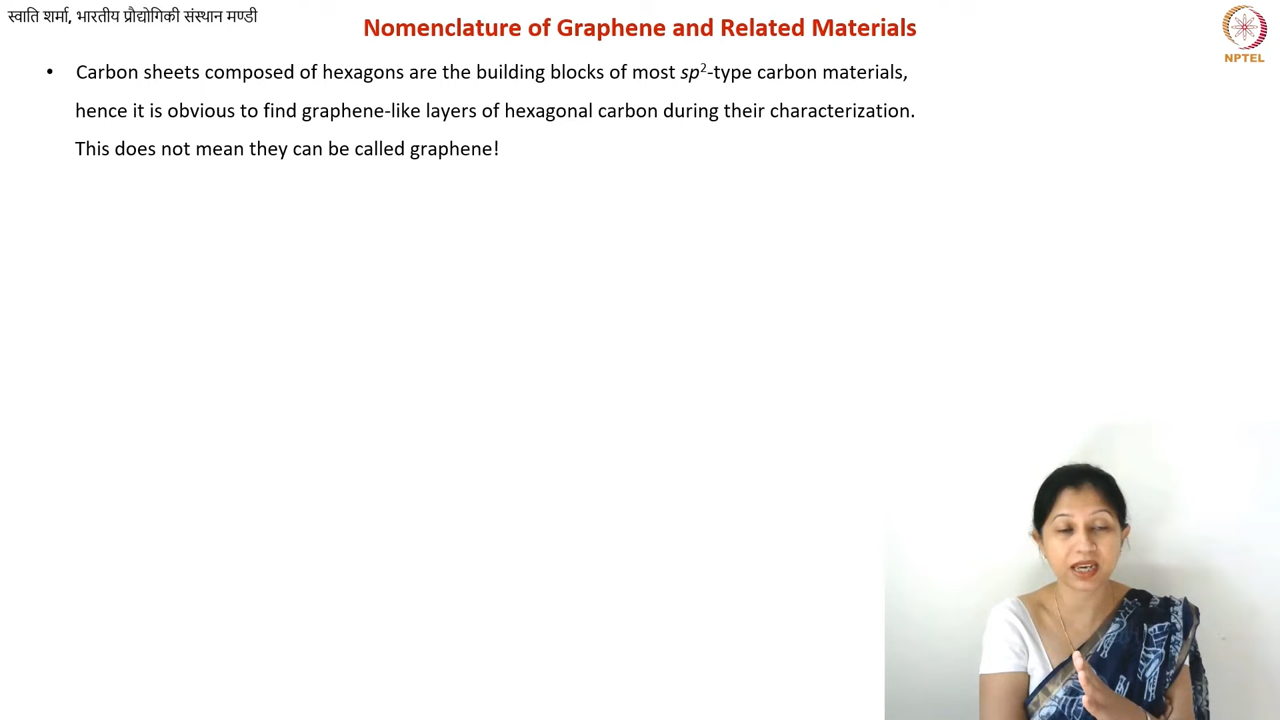 स्वाति शर्मा, भारतीय प्रौद्योगिकी संस्थान मण्डी
Nomenclature of Graphene and Related Materials
NPTEL
• Carbon sheets composed of hexagons are the building blocks of most sp²-type carbon materials,
hence it is obvious to find graphene-like layers of hexagonal carbon during their characterization.
This does not mean they can be called graphene!